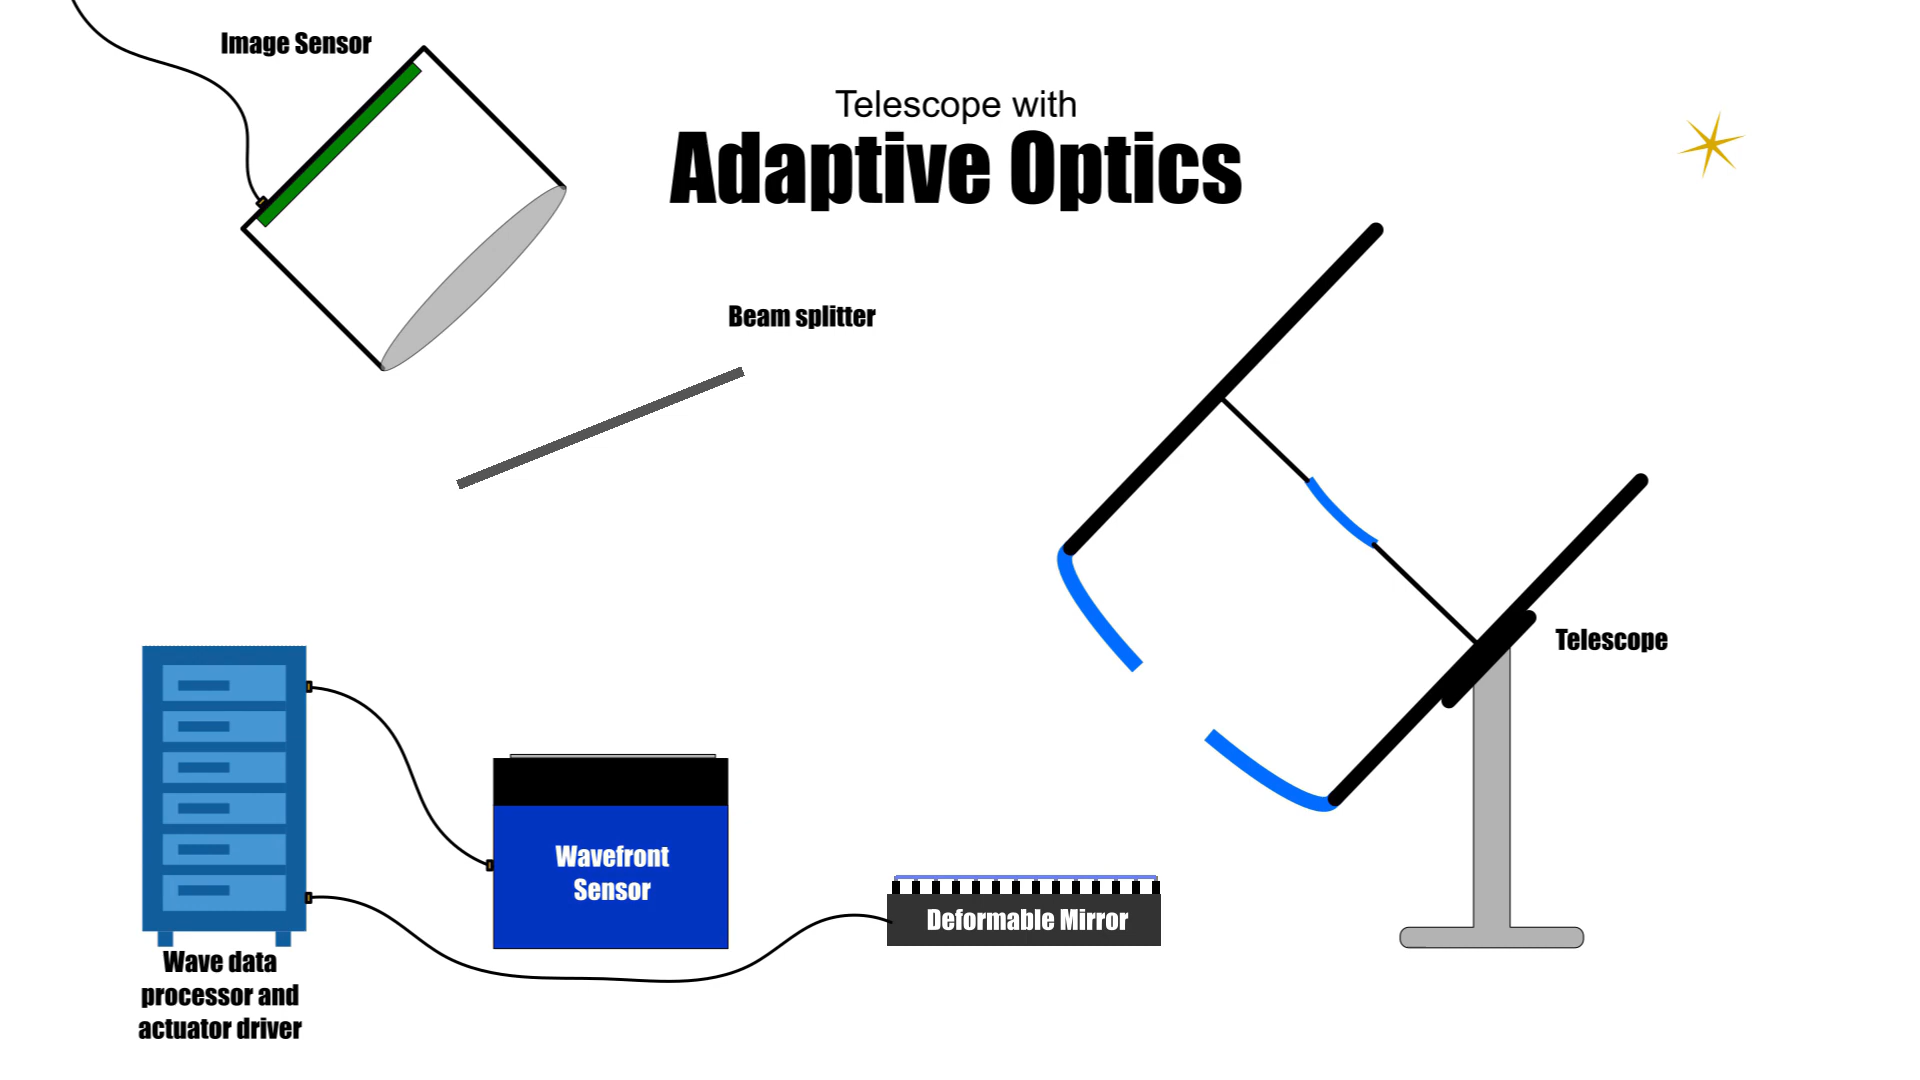 Image Sensor
Telescope with
Adaptive Optics
Beam splitter
Telescope
Wavefront
Sensor
Deformable Mirror
Wave data
processor and
actuator driver